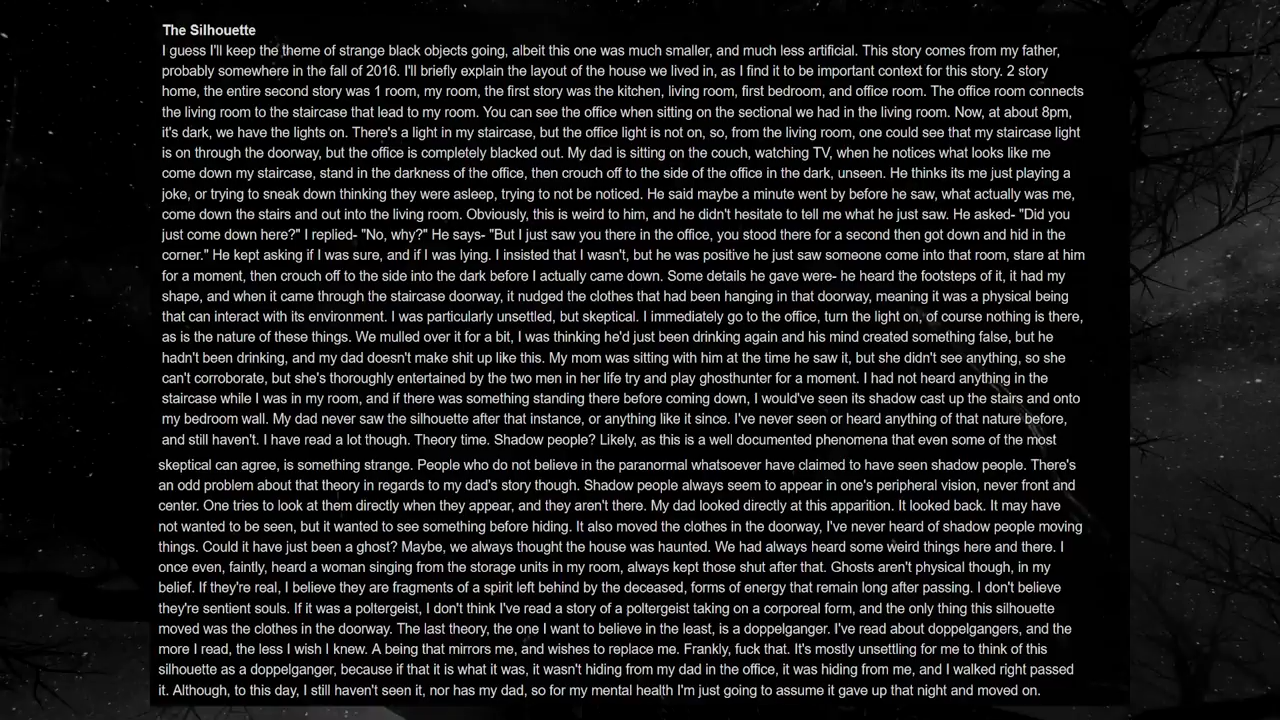 The Silhouette
I guess I'll keep the theme of strange black objects going, albeit this one was much smaller, and much less artificial. This story comes from my father,
probably somewhere in the fall of 2016. I'll briefly explain the layout of the house we lived in, as I find it to be important context for this story. 2 story
home, the entire second story was 1 room, my room, the first story was the kitchen, living room, first bedroom, and office room. The office room connects
the living room to the staircase that lead to my room. You can see the office when sitting on the sectional we had in the living room. Now, at about 8pm,
it's dark, we have the lights on. There's a light in my staircase, but the office light is not on, so, from the living room, one could see that my staircase light
is on through the doorway, but the office is completely blacked out. My dad is sitting on the couch, watching TV, when he notices what looks like me
come down my staircase, stand in the darkness of the office, then crouch off to the side of the office in the dark, unseen. He thinks its me just playing a
joke, or trying to sneak down thinking they were asleep, trying to not be noticed. He said maybe a minute went by before he saw, what actually was me,
come down the stairs and out into the living room. Obviously, this is weird to him, and he didn't hesitate to tell me what he just saw. He asked- "Did you
just come down here?" I replied- "No, why?" He says- "But I just saw you there in the office, you stood there for a second then got down and hid in the
corner." He kept asking if I was sure, and if I was lying. I insisted that I wasn't, but he was positive he just saw someone come into that room, stare at him
for a moment, then crouch off to the side into the dark before I actually came down. Some details he gave were- he heard the footsteps of it, it had my
shape, and when it came through the staircase doorway, it nudged the clothes that had been hanging in that doorway, meaning it was a physical being
that can interact with its environment. I was particularly unsettled, but skeptical. I immediately go to the office, turn the light on, of course nothing is there,
as is the nature of these things. We mulled over it for a bit, I was thinking he'd just been drinking again and his mind created something false, but he
hadn't been drinking, and my dad doesn't make shit up like this. My mom was sitting with him at the time he saw it, but she didn't see anything, so she
can't corroborate, but she's thoroughly entertained by the two men in her life try and play ghosthunter for a moment. I had not heard anything in the
staircase while I was in my room, and if there was something standing there before coming down, I would've seen its shadow cast up the stairs and onto
my bedroom wall. My dad never saw the silhouette after that instance, or anything like it since. I've never seen or heard anything of that nature before,
and still haven't. I have read a lot though. Theory time. Shadow people? Likely, as this is a well documented phenomena that even some of the most
skeptical can agree, is something strange. People who do not believe in the paranormal whatsoever have claimed to have seen shadow people. There's
an odd problem about that theory in regards to my dad's story though. Shadow people always seem to appear in one's peripheral vision, never front and
center. One tries to look at them directly when they appear, and they aren't there. My dad looked directly at this apparition. It looked back. It may have
not wanted to be seen, but it wanted to see something before hiding. It also moved the clothes in the doorway, I've never heard of shadow people moving
things. Could it have just been a ghost? Maybe, we always thought the house was haunted. We had always heard some weird things here and there. I
once even, faintly, heard a woman singing from the storage units in my room, always kept those shut after that. Ghosts aren't physical though, in my
belief. If they're real, I believe they are fragments of a spirit left behind by the deceased, forms of energy that remain long after passing. I don't believe
they're sentient souls. If it was a poltergeist, I don't think I've read a story of a poltergeist taking on a corporeal form, and the only thing this silhouette
moved was the clothes in the doorway. The last theory, the one I want to believe in the least, is a doppelganger. I've read about doppelgangers, and the
more I read, the less I wish I knew. A being that mirrors me, and wishes to replace me. Frankly, fuck that. It's mostly unsettling for me to think of this
silhouette as a doppelganger, because if that it is what it was, it wasn't hiding from my dad in the office, it was hiding from me, and I walked right passed
it. Although, to this day, I still haven't seen it, nor has my dad, so for my mental health I'm just going to assume it gave up that night and moved on.